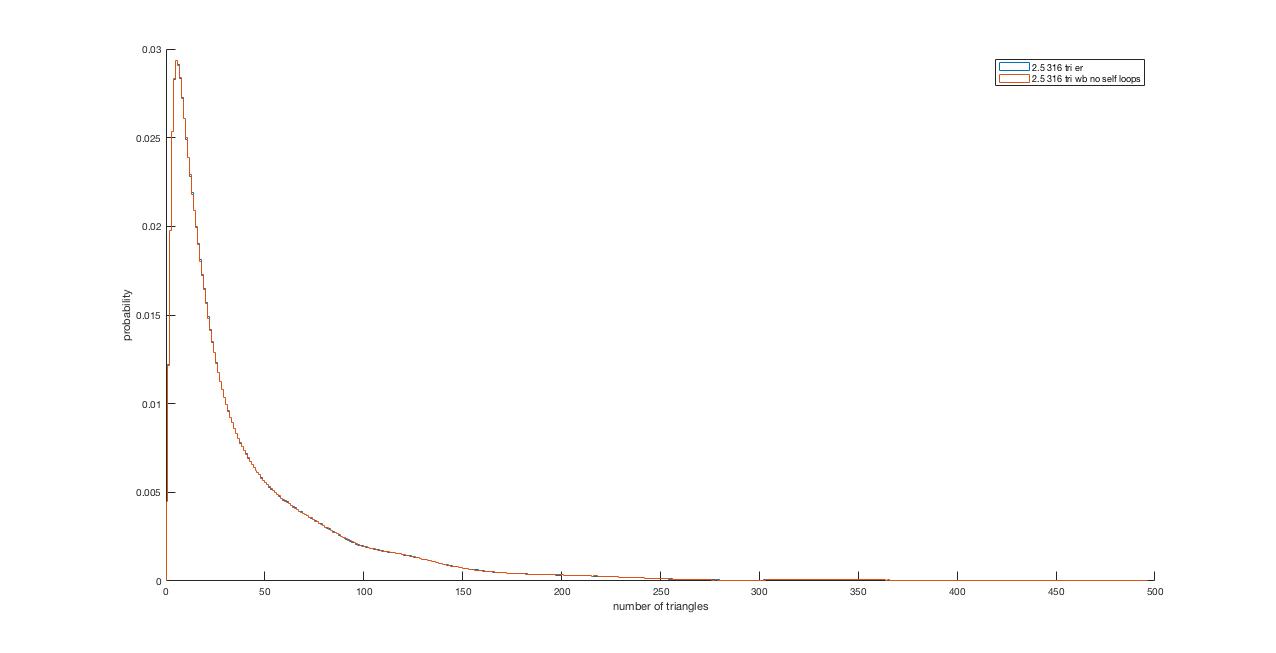 0.03
2.5 316 tri er
2.5 316 tri wb no self loops
0.025
0.02
0.015
probability
0.01
0.005
0
0 50 100 150 200 250 300 350 400 450 500
number of triangles